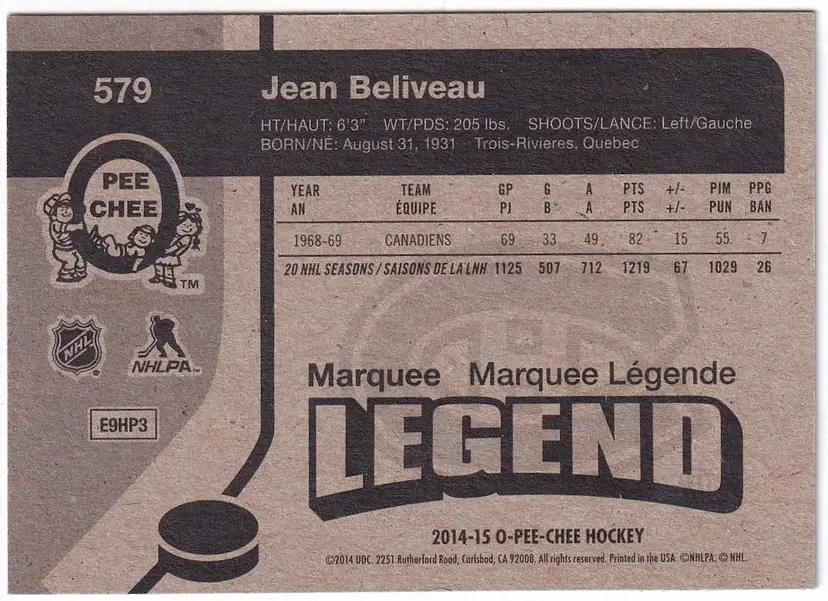 579
Jean Beliveau
HT/HAUT: 6'3" WT/PDS: 205 lbs. SHOOTS/LANCE: Left/Gauche
BORN/NÉ: August 31, 1931 Trois-Rivieres, Quebec
PEE
CHEE
TM
YEAR TEAM GP G A PTS +/- PIM PPG
AN ÉQUIPE PJ B A PTS +/- PUN BAN
1968-69 CANADIENS 69 33 49 82 15 55 7
20 NHL SEASONS / SAISONS DE LA LNH 1125 507 712 1219 67 1029 26
NHL
NHLPA
E9HP3
Marquee Marquee Légende
LEGEND
2014-15 O-PEE-CHEE HOCKEY
©2014 UDC. 2251 Rutherford Road, Carlsbad, CA 92008. All rights reserved. Printed in the USA. ©NHLPA. © NHL.